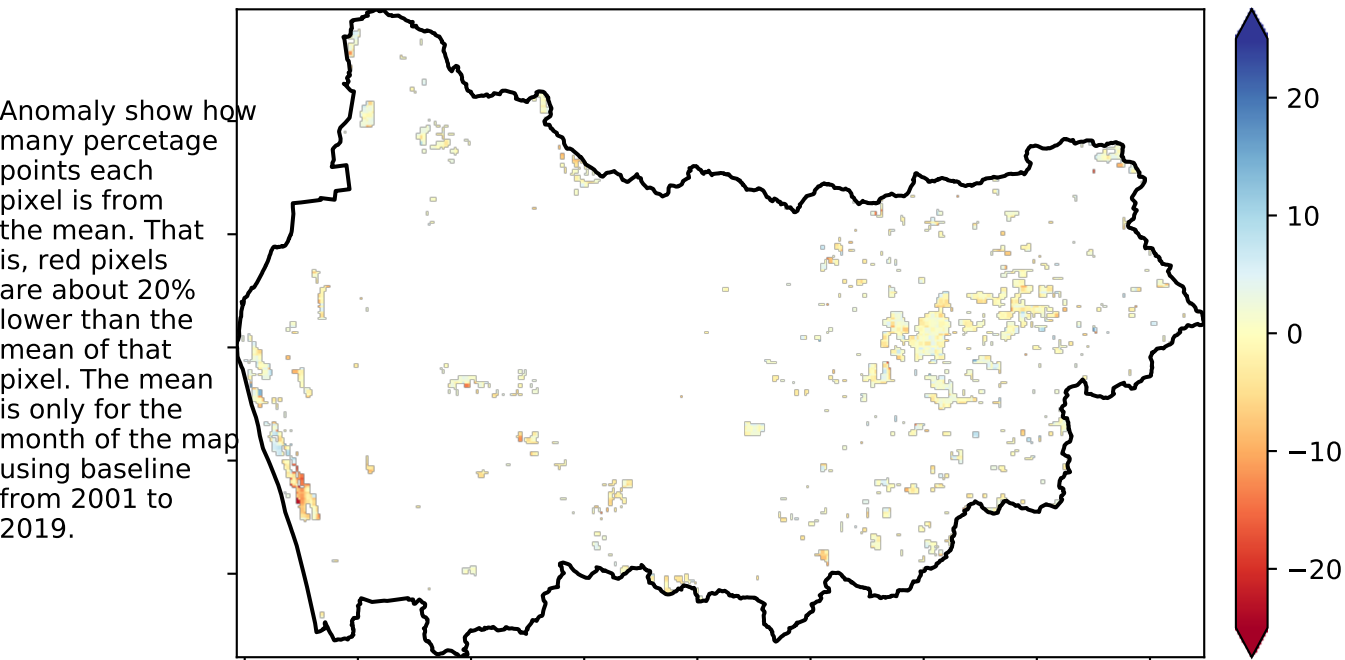 Anomaly show how
many percetage
points each
pixel is from
the mean. That
is, red pixels
are about 20%
lower than the
mean of that
pixel. The mean
is only for the
month of the map
using baseline
from 2001 to
2019.
20
10
0
−10
−20